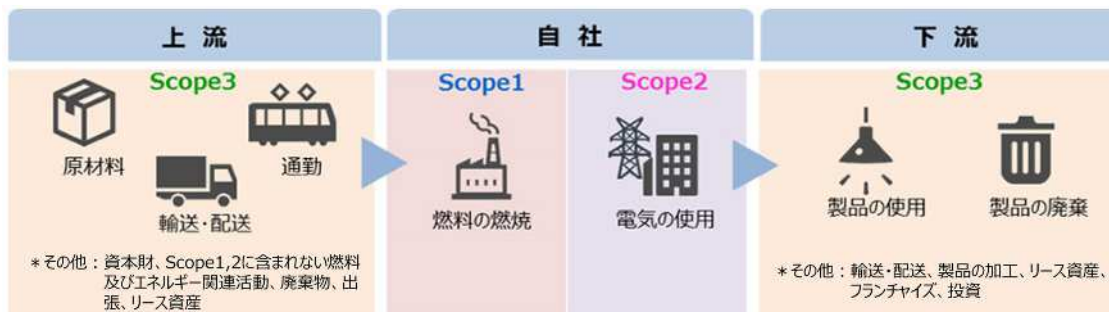 上流
自社
下流
Scope3
原材料
通勤
輸送・配送
＊その他：資本財、Scope1,2に含まれない燃料
及びエネルギー関連活動、廃棄物、出
張、リース資産
Scope1
燃料の燃焼
Scope2
電気の使用
Scope3
製品の使用
製品の廃棄
＊その他：輸送・配送、製品の加工、リース資産、
フランチャイズ、投資